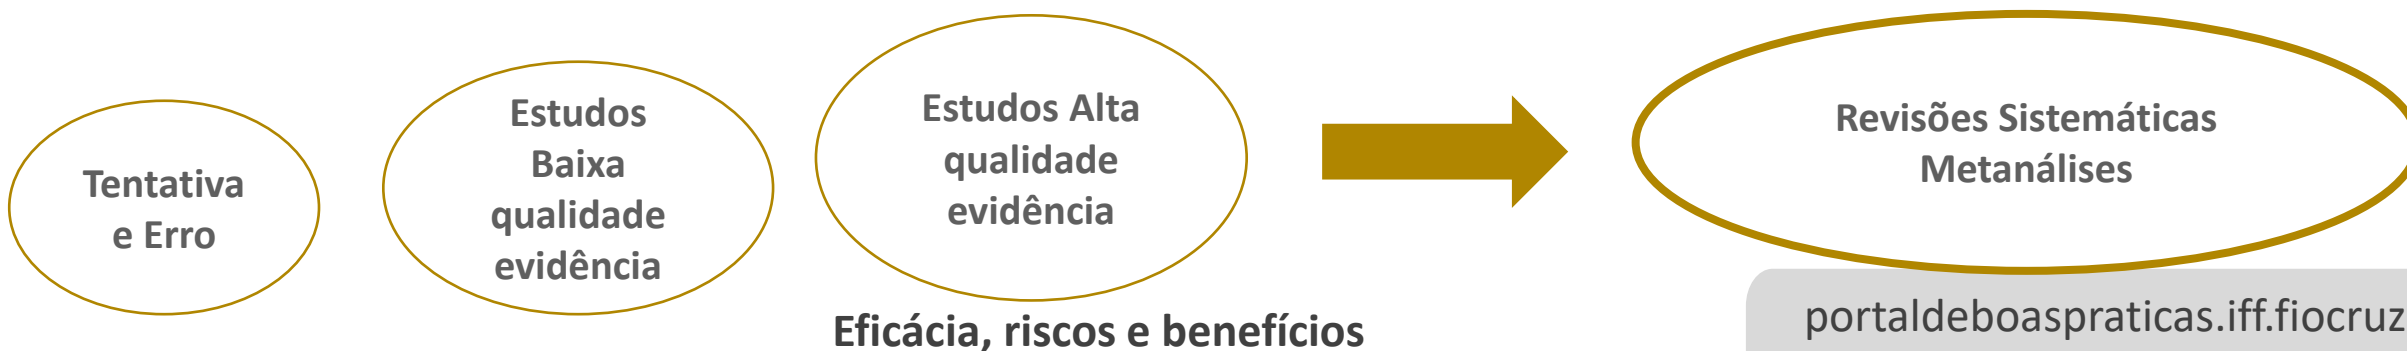 Tentativa
e Erro
Estudos
Baixa
qualidade
evidência
Estudos Alta
qualidade
evidência
Revisões Sistemáticas
Metanálises
Eficácia, riscos e benefícios
portaldeboaspraticas.iff.fiocruz